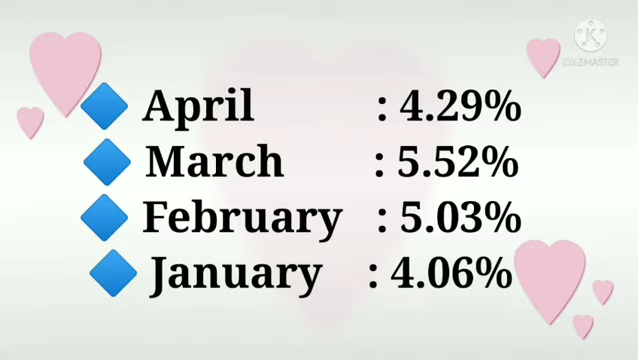 KINEMASTER
April : 4.29%
March : 5.52%
February : 5.03%
January : 4.06%